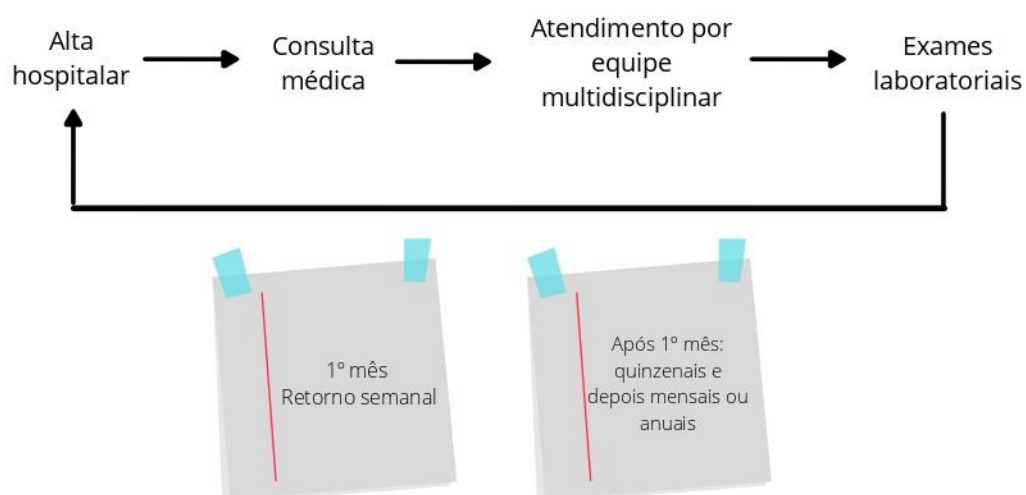 Alta
hospitalar
Consulta
médica
Atendimento por
equipe
multidisciplinar
Exames
laboratoriais
1º mês
Retorno semanal
Após 1º mês:
quinzenais e
depois mensais ou
anuais